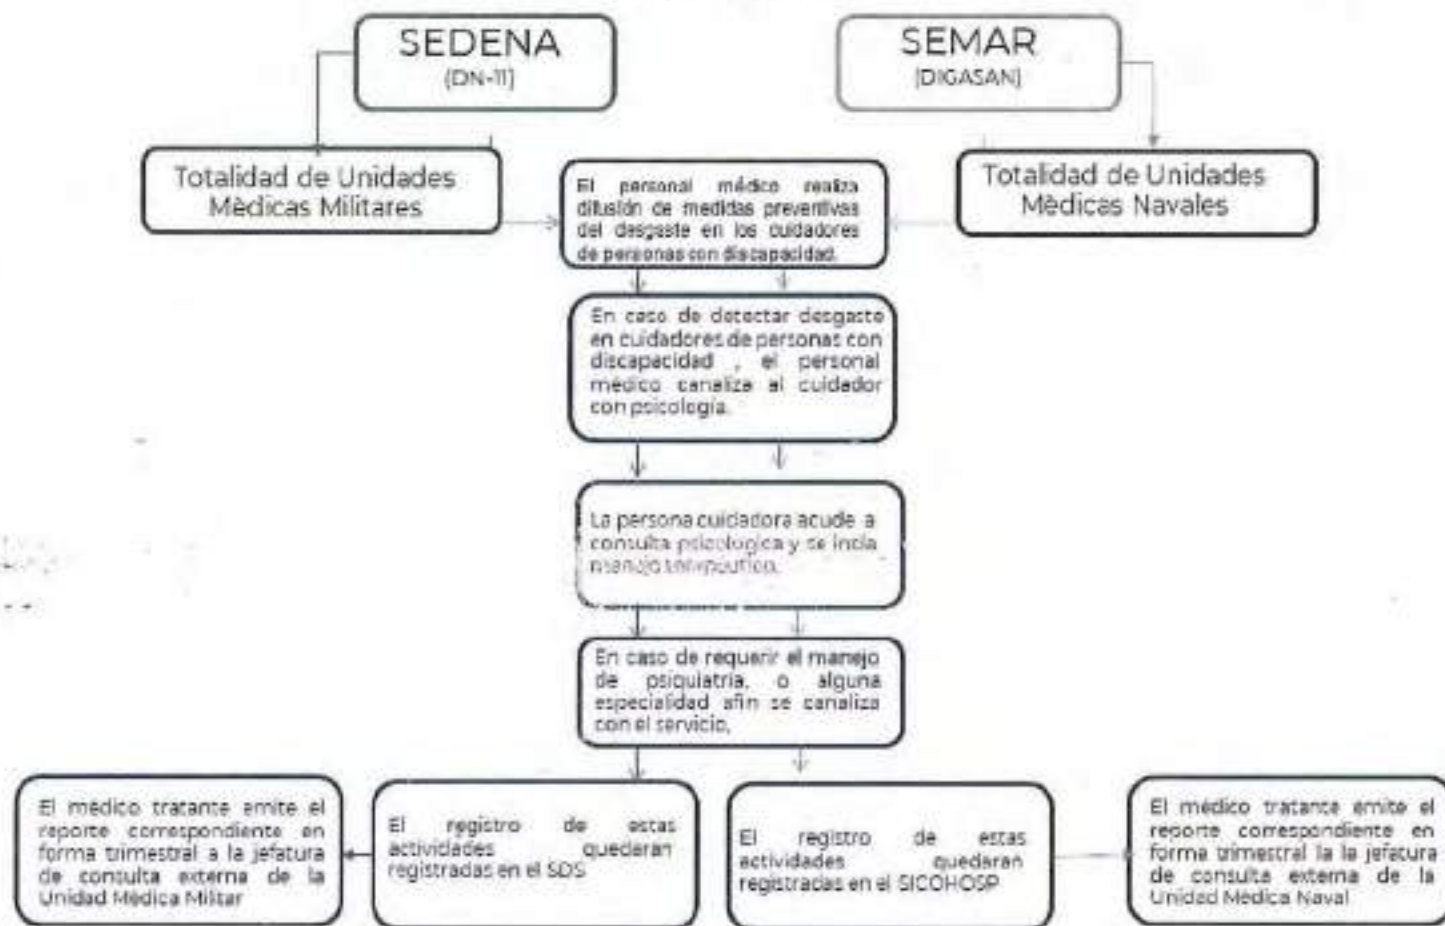 SEDENA
(DN-11)
SEMAR
(DIGASAN)
Totalidad de Unidades
Mèdicas Militares
Totalidad de Unidades
Mèdicas Navales
El personal médico realiza
difusión de medidas preventivas
del desgaste en los cuidadores
de personas con discapacidad.
En caso de detectar desgaste
en cuidadores de personas con
discapacidad , el personal
médico canaliza al cuidador
con psicología.
La persona cuidadora acude a
consulta psicologica y se incia
manejo terapeutico.
En caso de requerir el manejo
de psiquiatria, o alguna
especialidad afin se canaliza
con el servicio,
El médico tratante emite el
reporte correspondiente en
forma trimestral a la jefatura
de consulta externa de la
Unidad Médica Militar
El registro de estas
actividades quedaran
registradas en el SDS
El registro de estas
actividades quedaran
registradas en el SICOHOSP
El médico tratante emite el
reporte correspondiente en
forma trimestral la la jefatura
de consulta externa de la
Unidad Médica Naval